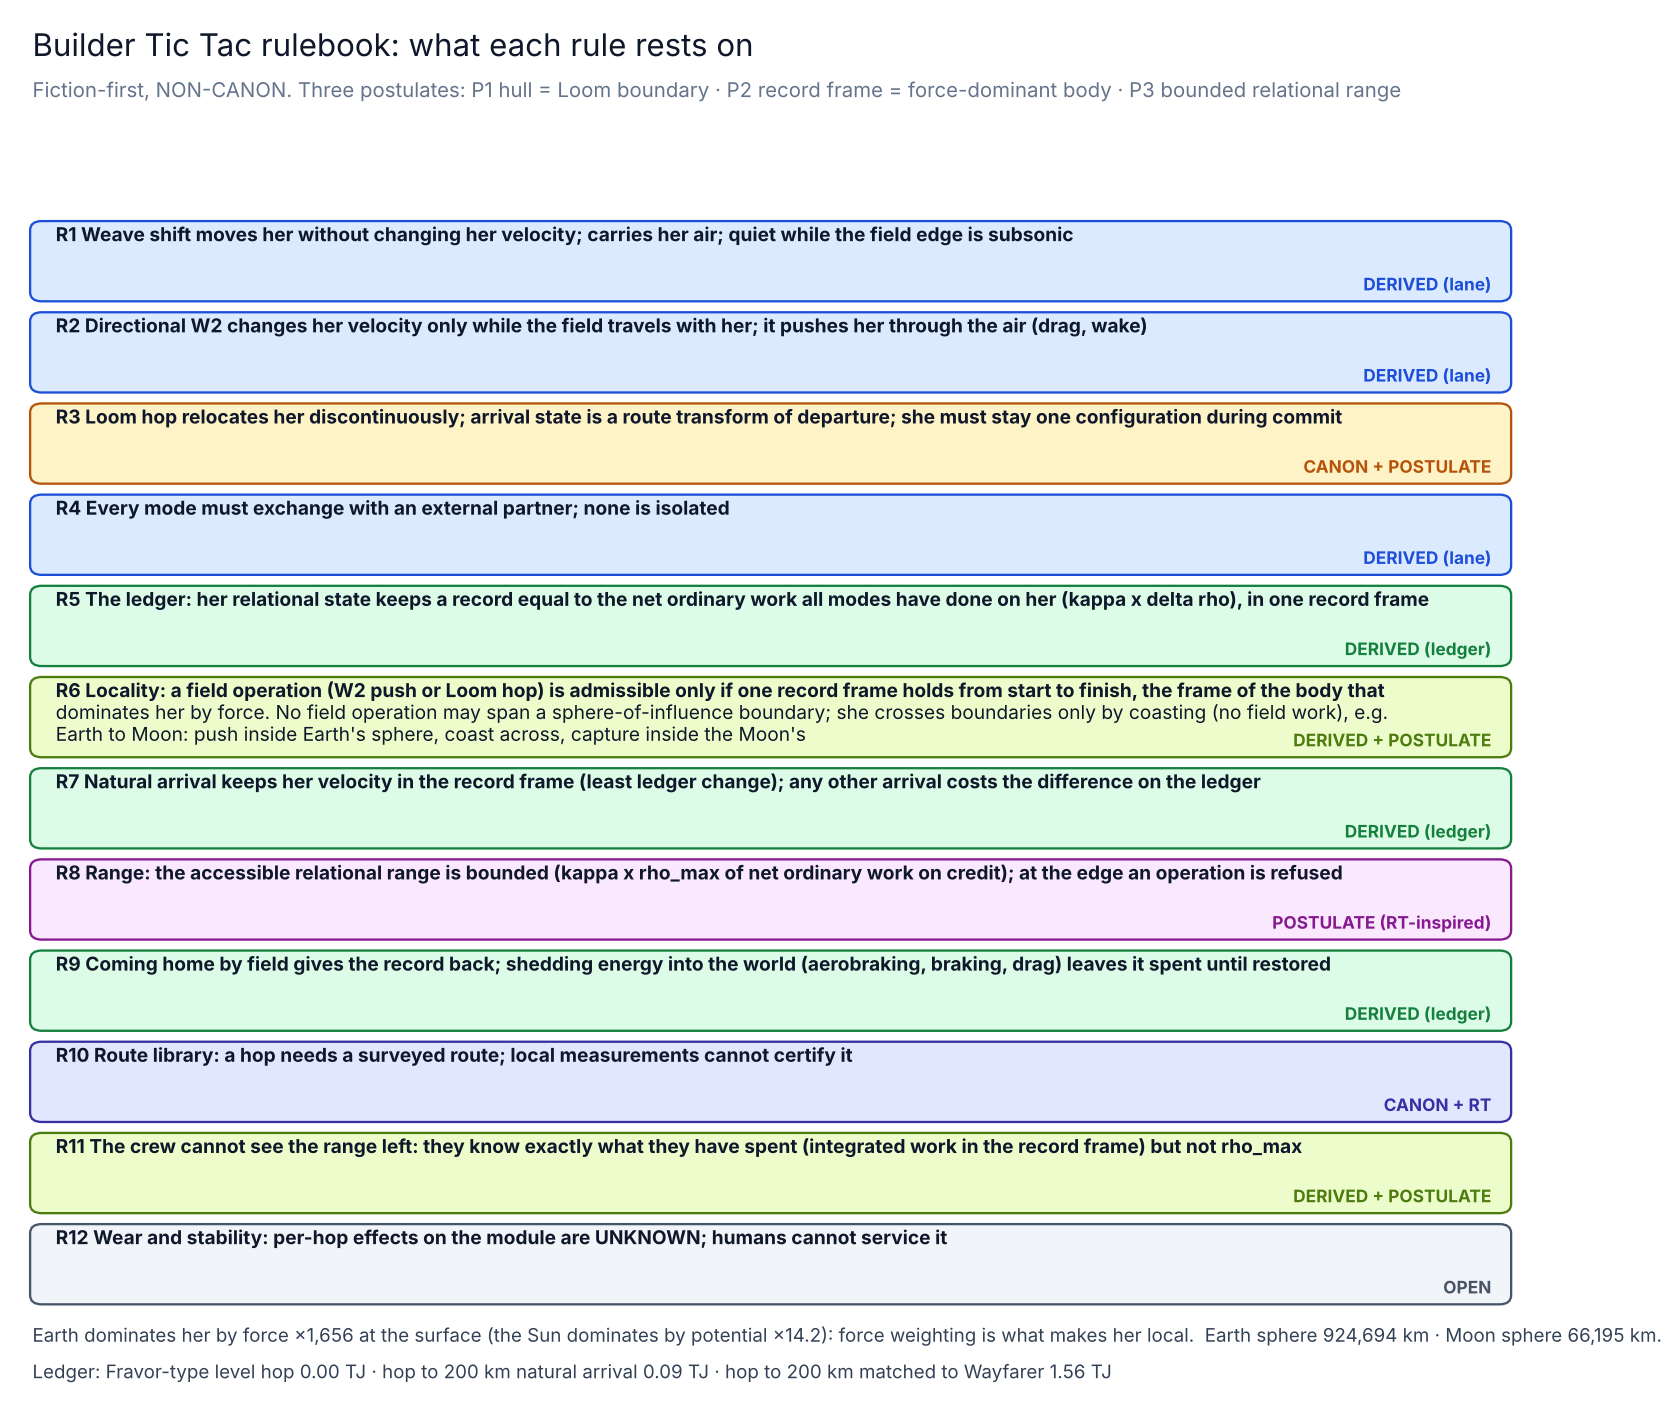 Builder Tic Tac rulebook: what each rule rests on
Fiction-first, NON-CANON. Three postulates: P1 hull = Loom boundary · P2 record frame = force-dominant body · P3 bounded relational range
R1 Weave shift moves her without changing her velocity; carries her air; quiet while the field edge is subsonic
DERIVED (lane)
R2 Directional W2 changes her velocity only while the field travels with her; it pushes her through the air (drag, wake)
DERIVED (lane)
R3 Loom hop relocates her discontinuously; arrival state is a route transform of departure; she must stay one configuration during commit
CANON + POSTULATE
R4 Every mode must exchange with an external partner; none is isolated
DERIVED (lane)
R5 The ledger: her relational state keeps a record equal to the net ordinary work all modes have done on her (kappa x delta rho), in one record frame
DERIVED (ledger)
R6 Locality: a field operation (W2 push or Loom hop) is admissible only if one record frame holds from start to finish, the frame of the body that
dominates her by force. No field operation may span a sphere-of-influence boundary; she crosses boundaries only by coasting (no field work), e.g.
Earth to Moon: push inside Earth's sphere, coast across, capture inside the Moon's
DERIVED + POSTULATE
R7 Natural arrival keeps her velocity in the record frame (least ledger change); any other arrival costs the difference on the ledger
DERIVED (ledger)
R8 Range: the accessible relational range is bounded (kappa x rho_max of net ordinary work on credit); at the edge an operation is refused
POSTULATE (RT-inspired)
R9 Coming home by field gives the record back; shedding energy into the world (aerobraking, braking, drag) leaves it spent until restored
DERIVED (ledger)
R10 Route library: a hop needs a surveyed route; local measurements cannot certify it
CANON + RT
R11 The crew cannot see the range left: they know exactly what they have spent (integrated work in the record frame) but not rho_max
DERIVED + POSTULATE
R12 Wear and stability: per-hop effects on the module are UNKNOWN; humans cannot service it
OPEN
Earth dominates her by force ×1,656 at the surface (the Sun dominates by potential ×14.2): force weighting is what makes her local.  Earth sphere 924,694 km · Moon sphere 66,195 km.
Ledger: Fravor-type level hop 0.00 TJ · hop to 200 km natural arrival 0.09 TJ · hop to 200 km matched to Wayfarer 1.56 TJ